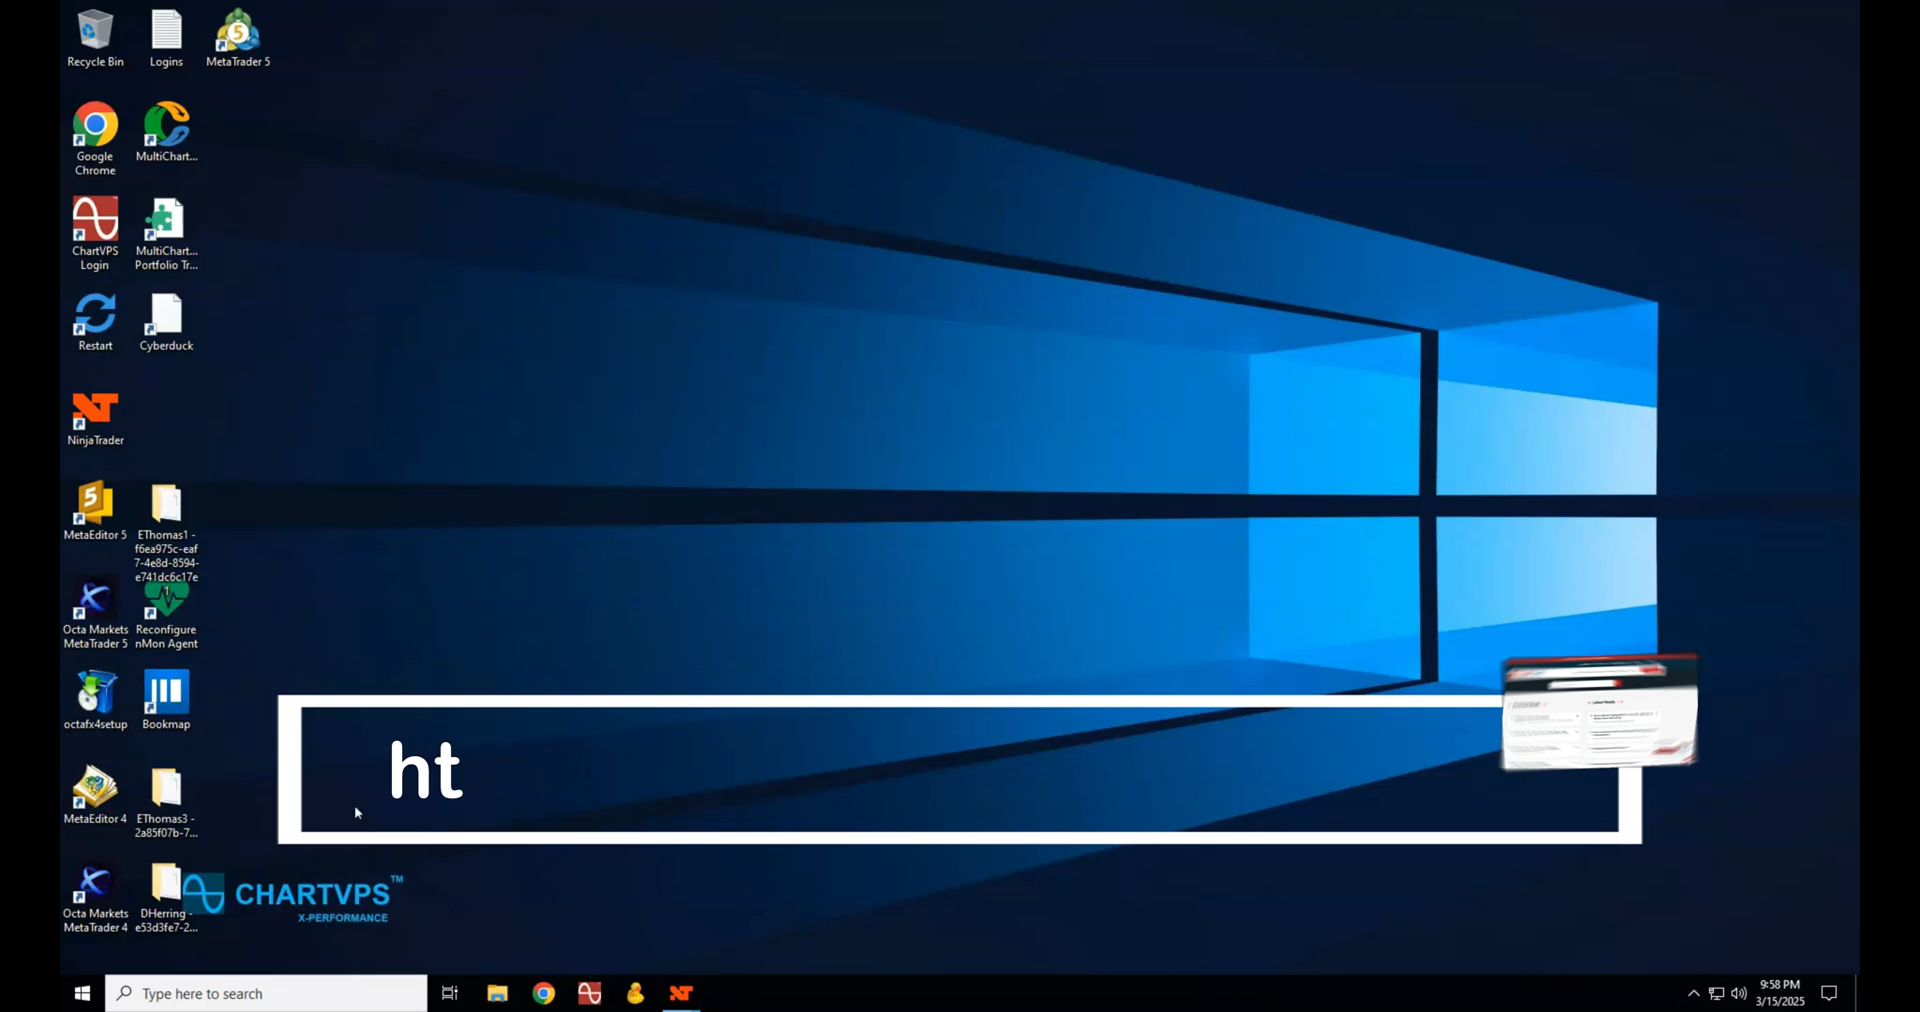 Recycle Bin
Logins
MetaTrader 5
Google
Chrome
MultiChart...
ChartVPS
Login
MultiChart...
Portfolio Tr...
Restart
Cyberduck
NinjaTrader
MetaEditor 5
EThomas1 -
f6ea975c-eaf
7-4e8d-8594-
e741dc6c17e
1
Octa Markets
MetaTrader 5
Reconfigure
nMon Agent
octafx4setup
Bookmap
MetaEditor 4
EThomas3 -
2a85f07b-7...
Octa Markets
MetaTrader 4
DHerring -
e53d3fe7-2...
ht
CHARTVPS™
X-PERFORMANCE
Type here to search
9:58 PM
3/15/2025